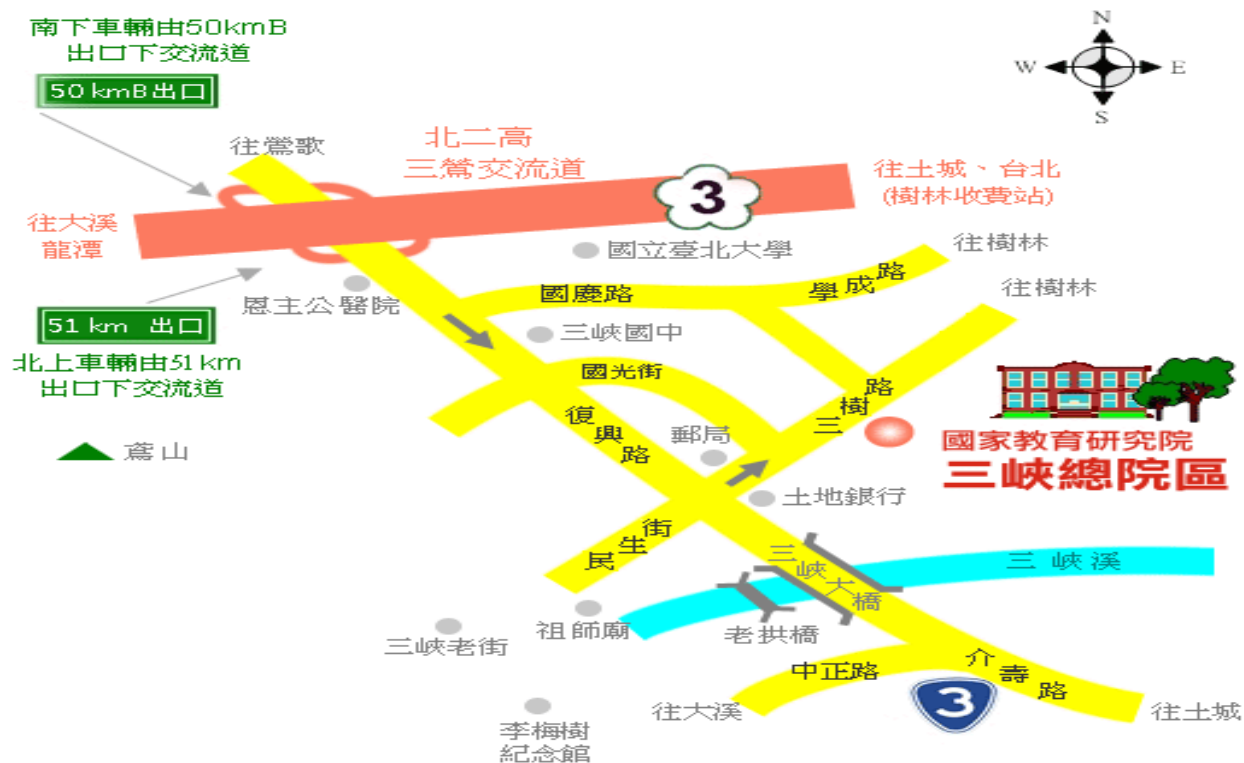 南下車輛由50kmB
出口下交流道
50 kmB出口
N
W
E
S
往鶯歌
北二高
三鶯交流道
3
往土城、台北
(樹林收費站)
往大溪
龍潭
國立臺北大學
往樹林
往樹林
恩主公醫院
國慶路
學成路
51 km 出口
北上車輛由51km
出口下交流道
三峽國中
國光街
復興路
三樹路
郵局
鳶山
國家教育研究院
三峽總院區
土地銀行
民生街
三峽大橋
三峽溪
祖師廟
老拱橋
三峽老街
中正路
介壽路
3
往大溪
往土城
李梅樹
紀念館